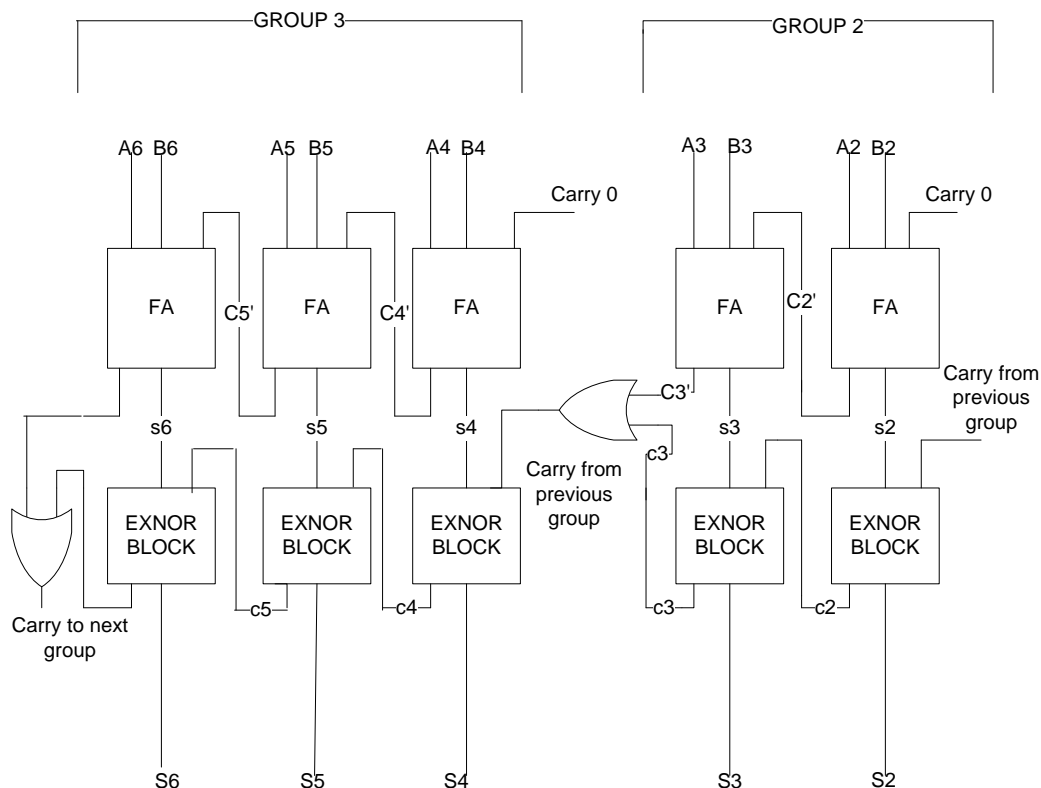 GROUP 3
GROUP 2
A6 B6
A5 B5
A4 B4
A3 B3
A2 B2
Carry 0
Carry 0
FA
C5'
FA
C4'
FA
FA
C2'
FA
C3'
Carry from
previous
group
s6
s5
s4
s3
s2
c3
Carry from
previous
group
EXNOR
BLOCK
EXNOR
BLOCK
EXNOR
BLOCK
EXNOR
BLOCK
EXNOR
BLOCK
c5
c4
c3
c2
Carry to next
group
S6
S5
S4
S3
S2